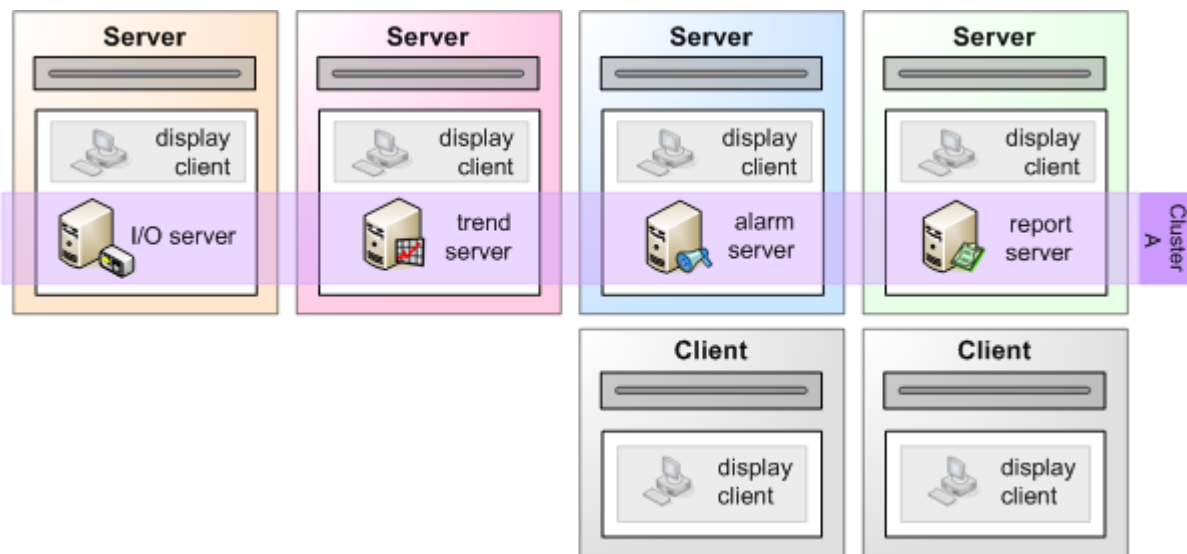 Server
Server
Server
Server
display
client
display
client
display
client
display
client
I/O server
trend
server
alarm
server
report
server
Cluster
A
Client
Client
display
client
display
client